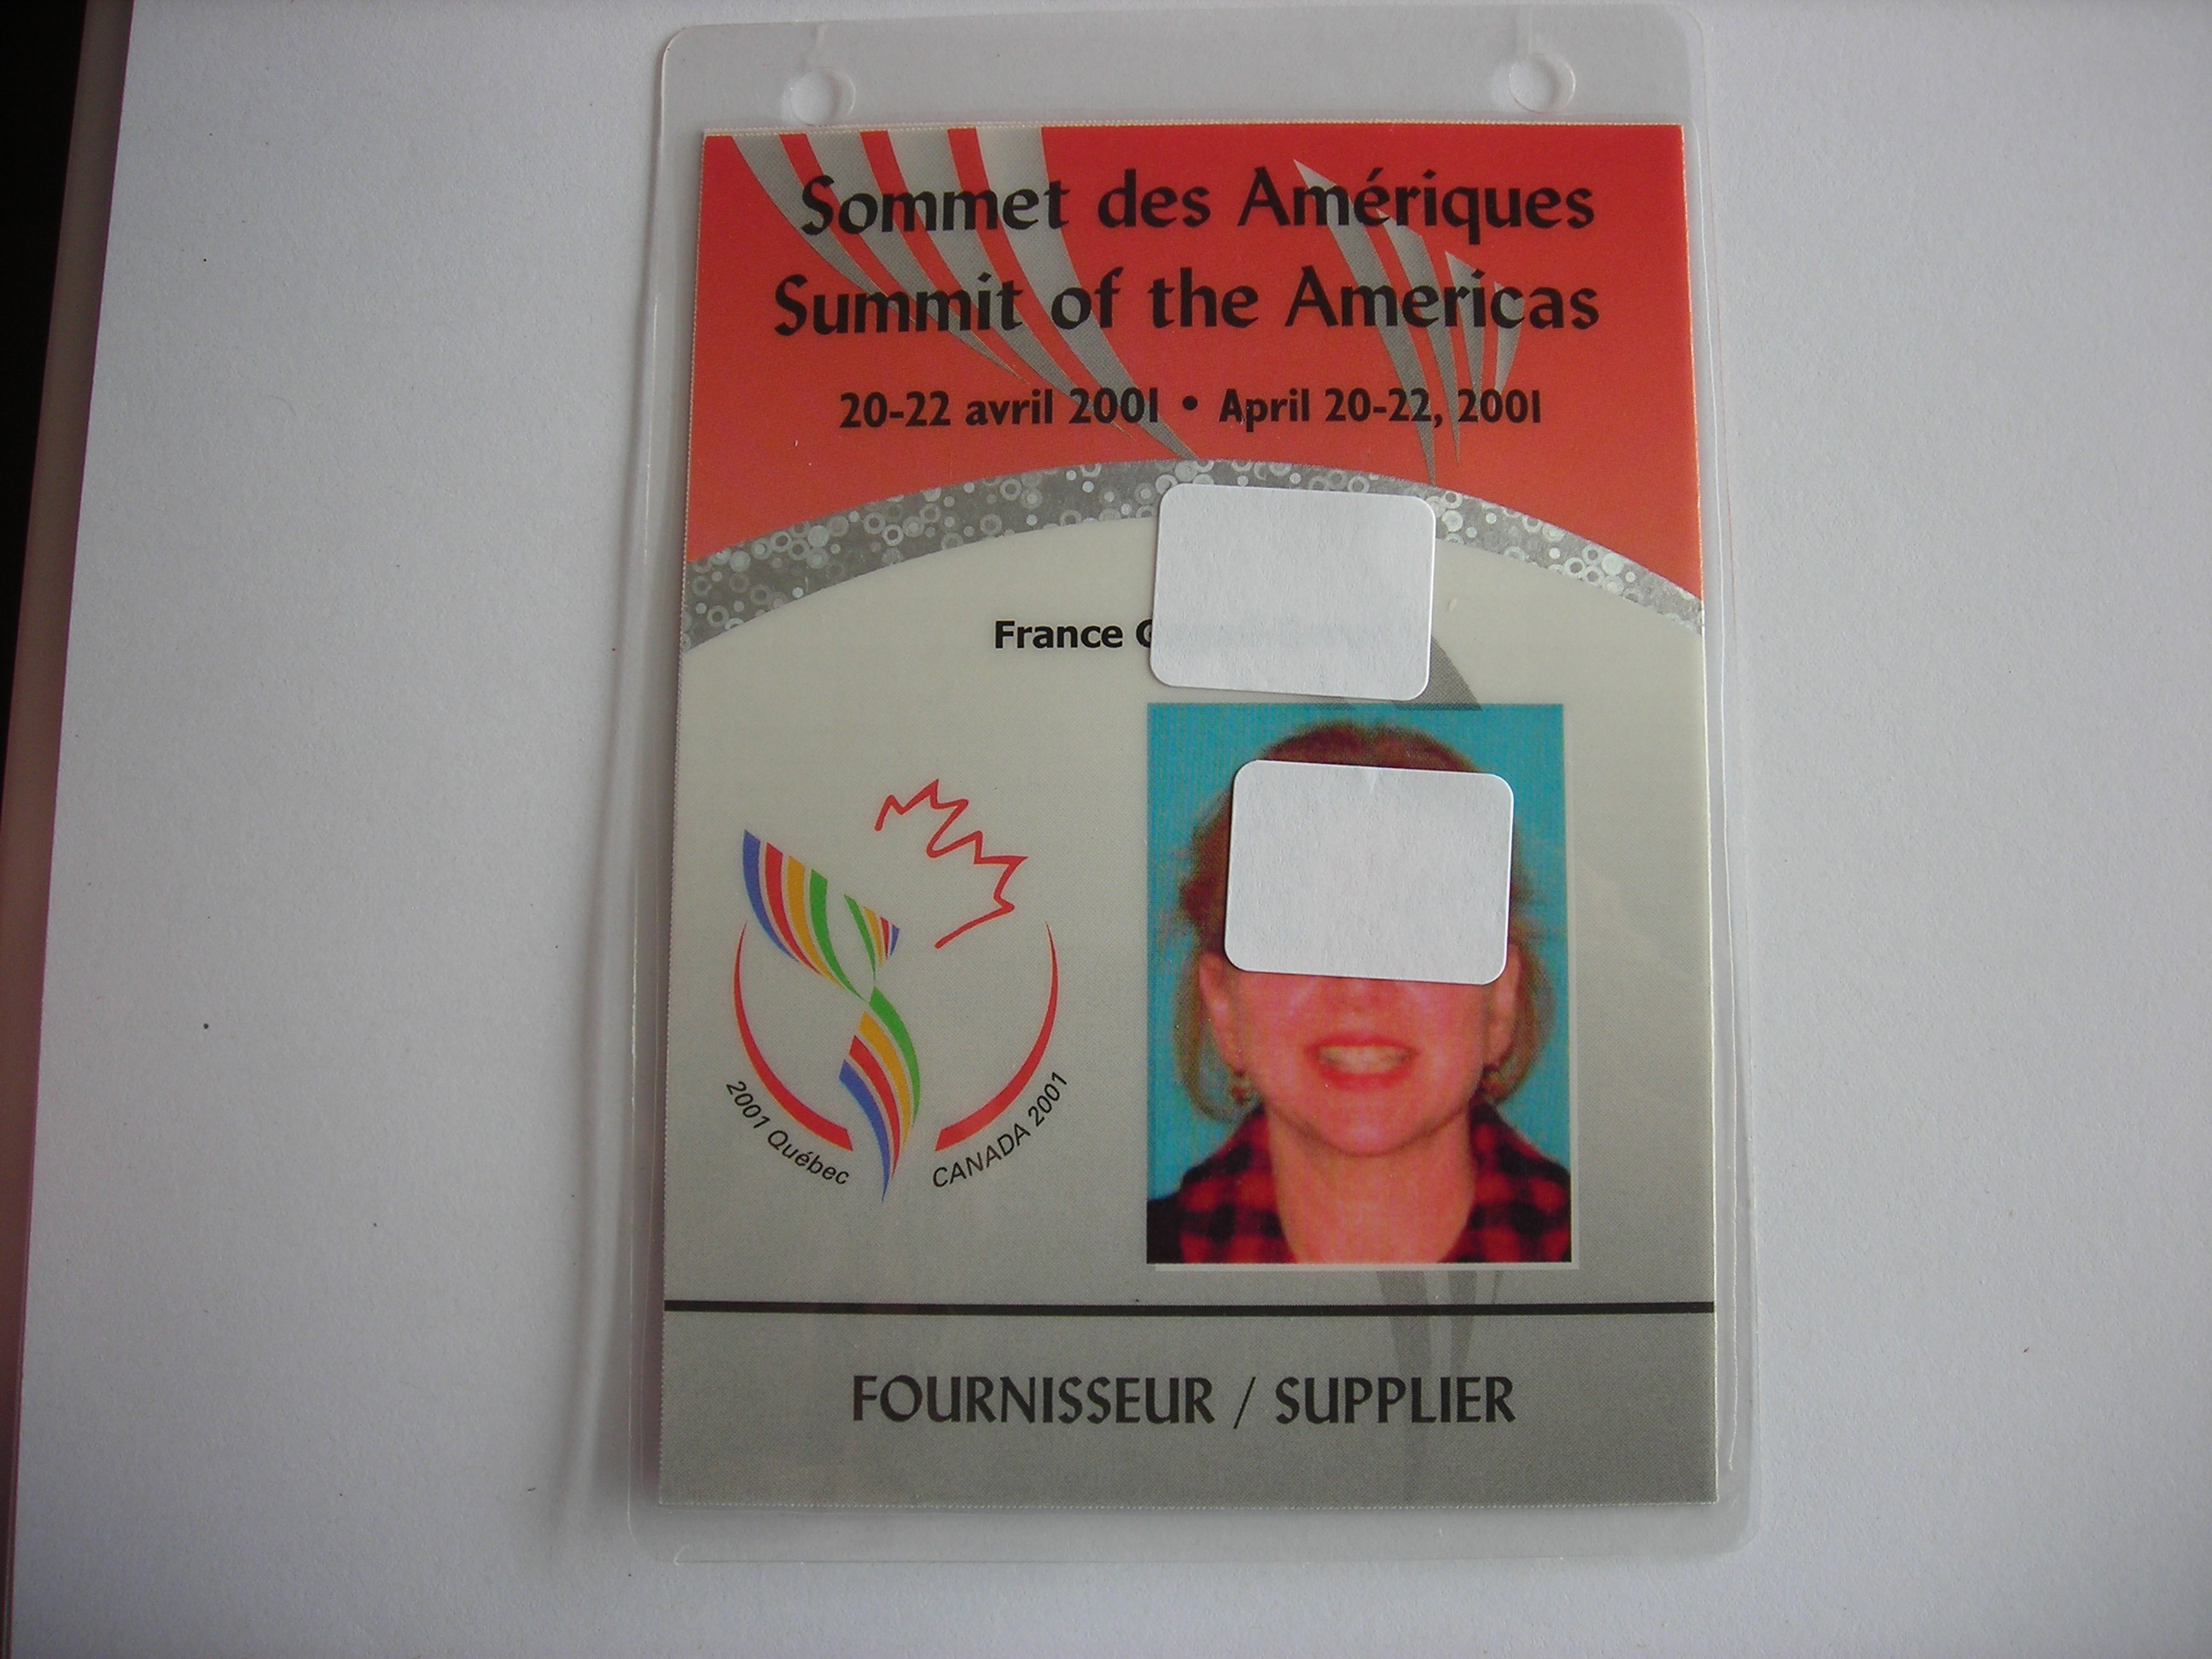 Sommet des Amériques
Summit of the Americas
20-22 avril 2001 • April 20-22, 2001
France
2001 Québec
CANADA 2001
FOURNISSEUR / SUPPLIER